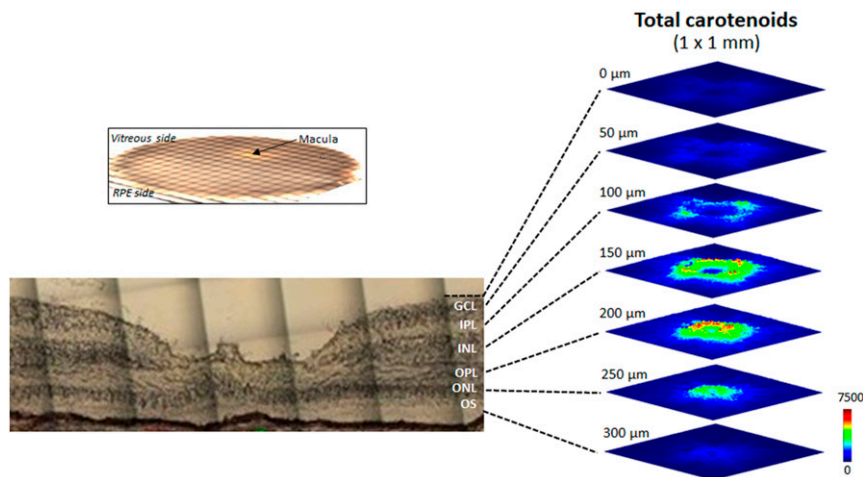 Total carotenoids
(1 x 1 mm)
0 µm
50 µm
100 µm
150 µm
200 µm
250 µm
300 µm
7500
0
Vitreous side
Macula
RPE side
GCL
IPL
INL
OPL
ONL
OS